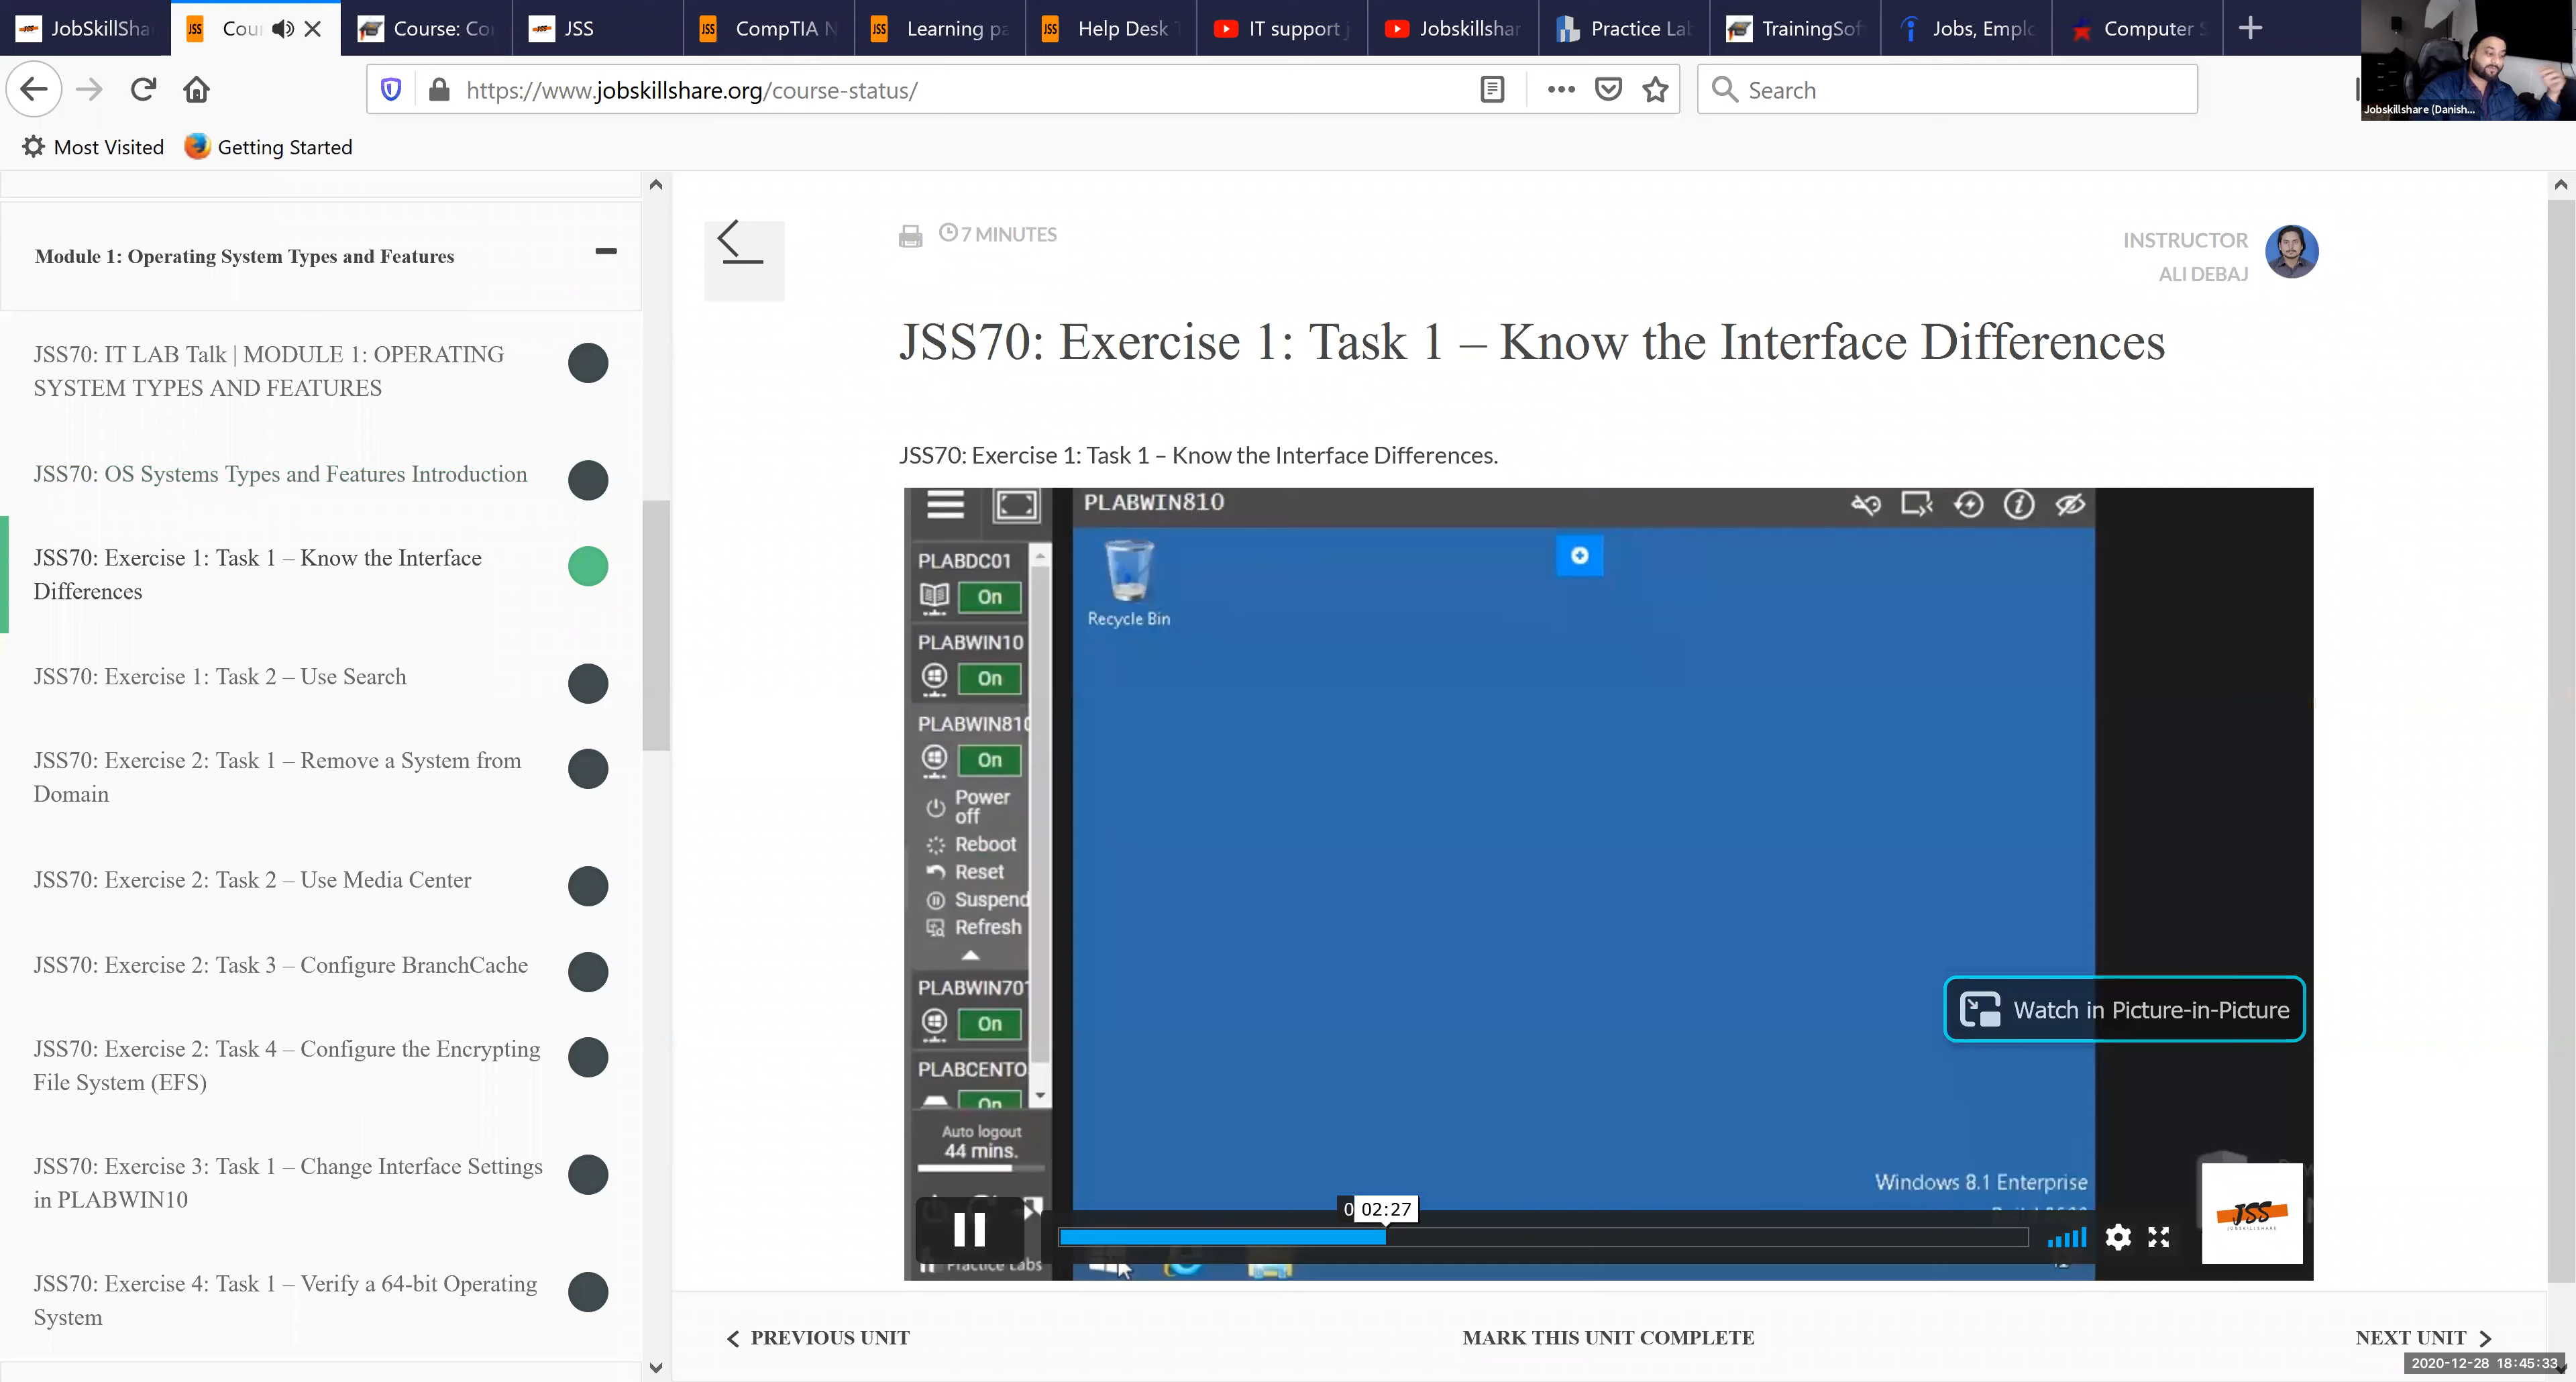 JobSkillSha
Cour
Course: Co
JSS
CompTIA N
Learning pa
Help Desk T
IT support j
Jobskillshar
Practice Lab
TrainingSof
Jobs, Emplo
Computer S
https://www.jobskillshare.org/course-status/
Search
Jobskillshare (Danish...
Most Visited
Getting Started
Module 1: Operating System Types and Features
JSS70: IT LAB Talk | MODULE 1: OPERATING
SYSTEM TYPES AND FEATURES
JSS70: OS Systems Types and Features Introduction
JSS70: Exercise 1: Task 1 – Know the Interface
Differences
JSS70: Exercise 1: Task 2 – Use Search
JSS70: Exercise 2: Task 1 – Remove a System from
Domain
JSS70: Exercise 2: Task 2 – Use Media Center
JSS70: Exercise 2: Task 3 – Configure BranchCache
JSS70: Exercise 2: Task 4 – Configure the Encrypting
File System (EFS)
JSS70: Exercise 3: Task 1 – Change Interface Settings
in PLABWIN10
JSS70: Exercise 4: Task 1 – Verify a 64-bit Operating
System
7 MINUTES
INSTRUCTOR
ALI DEBAJ
JSS70: Exercise 1: Task 1 – Know the Interface Differences
JSS70: Exercise 1: Task 1 – Know the Interface Differences.
PLABWIN810
PLABDC01
On
PLABWIN10
On
PLABWIN810
On
Power
off
Reboot
Reset
Suspend
Refresh
PLABWIN701
On
PLABCENTO
On
Auto logout
44 mins.
Practice Labs
Recycle Bin
Watch in Picture-in-Picture
Windows 8.1 Enterprise
02:27
JSS
JOBSKILLSHARE
PREVIOUS UNIT
MARK THIS UNIT COMPLETE
NEXT UNIT
2020-12-28 18:45:33